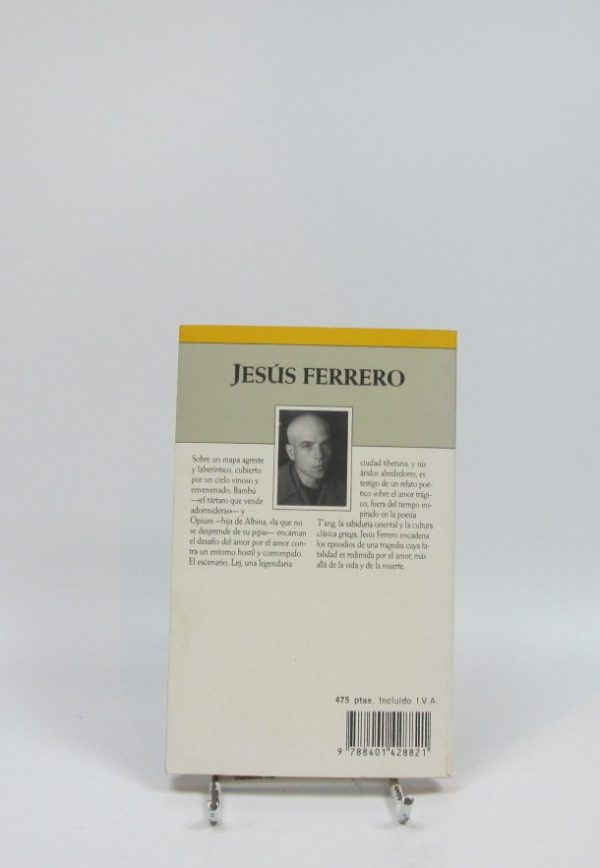 JESÚS FERRERO
Sobre un mapa agreste
y laberíntico, cubierto
por un cielo vinoso y
envenenado, Bambú
—«el tártaro que vende
adormideras»— y
Opium —hija de Albina, «la que no
se desprende de su pipa»— encarnan
el desafío del amor por el amor con-
tra un entorno hostil y corrompido.
El escenario, Lej, una legendaria
ciudad tibetana, y sus
áridos alrededores, es
testigo de un relato poé-
tico sobre el amor trági-
co, fuera del tiempo ins-
pirado en la poesía
T'ang, la sabiduría oriental y la cultura
clásica griega, Jesús Ferrero encadena
los episodios de una tragedia cuya fa-
talidad es redimida por el amor, más
allá de la vida y de la muerte.
475 ptas. Incluido I.V.A
9 788401 428821